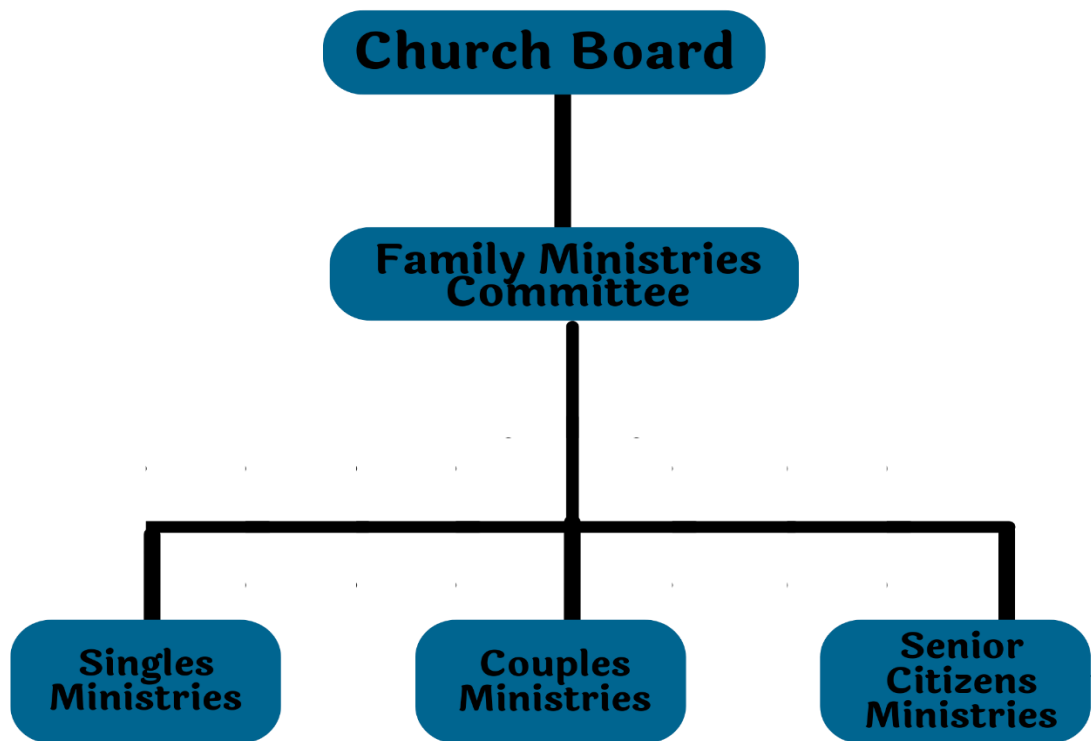 Church Board
Family Ministries
Committee
Singles
Ministries
Couples
Ministries
Senior
Citizens
Ministries